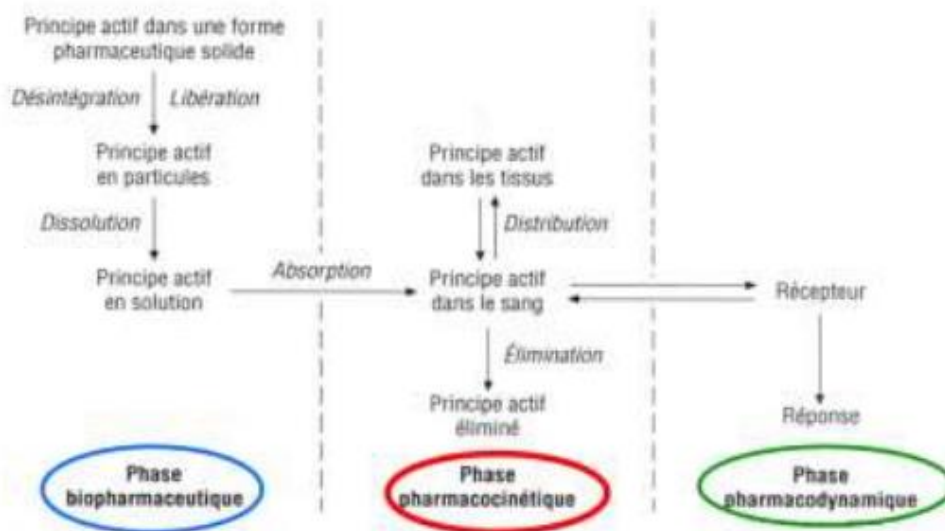 Principe actif dans une forme
pharmaceutique solide
Désintégration
Libération
Principe actif
en particules
Dissolution
Principe actif
en solution
Absorption
Principe actif
dans les tissus
Distribution
Principe actif
dans le sang
Élimination
Principe actif
éliminé
Récepteur
Réponse
Phase
biopharmaceutique
Phase
pharmacocinétique
Phase
pharmacodynamique